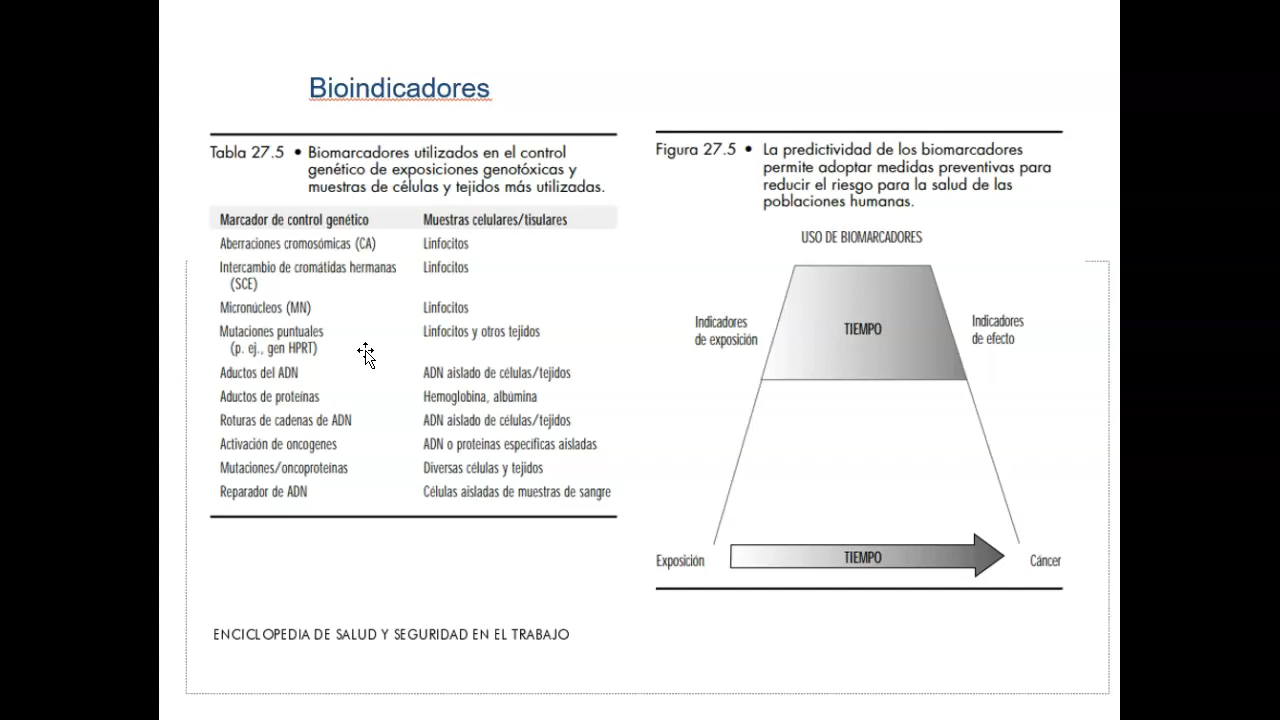 Bioindicadores
Tabla 27.5 • Biomarcadores utilizados en el control
genético de exposiciones genotóxicas y
muestras de células y tejidos más utilizadas.
Marcador de control genético Muestras celulares/tisulares
Aberraciones cromosómicas (CA) Linfocitos
Intercambio de cromátidas hermanas Linfocitos
(SCE)
Micronúcleos (MN) Linfocitos
Mutaciones puntuales Linfocitos y otros tejidos
(p. ej., gen HPRT)
Aductos del ADN ADN aislado de células/tejidos
Aductos de proteínas Hemoglobina, albúmina
Roturas de cadenas de ADN ADN aislado de células/tejidos
Activación de oncogenes ADN o proteínas específicas aisladas
Mutaciones/oncoproteínas Diversas células y tejidos
Reparador de ADN Células aisladas de muestras de sangre
Figura 27.5 • La predictividad de los biomarcadores
permite adoptar medidas preventivas para
reducir el riesgo para la salud de las
poblaciones humanas.
USO DE BIOMARCADORES
Indicadores
de exposición
TIEMPO
Indicadores
de efecto
Exposición
TIEMPO
Cáncer
ENCICLOPEDIA DE SALUD Y SEGURIDAD EN EL TRABAJO